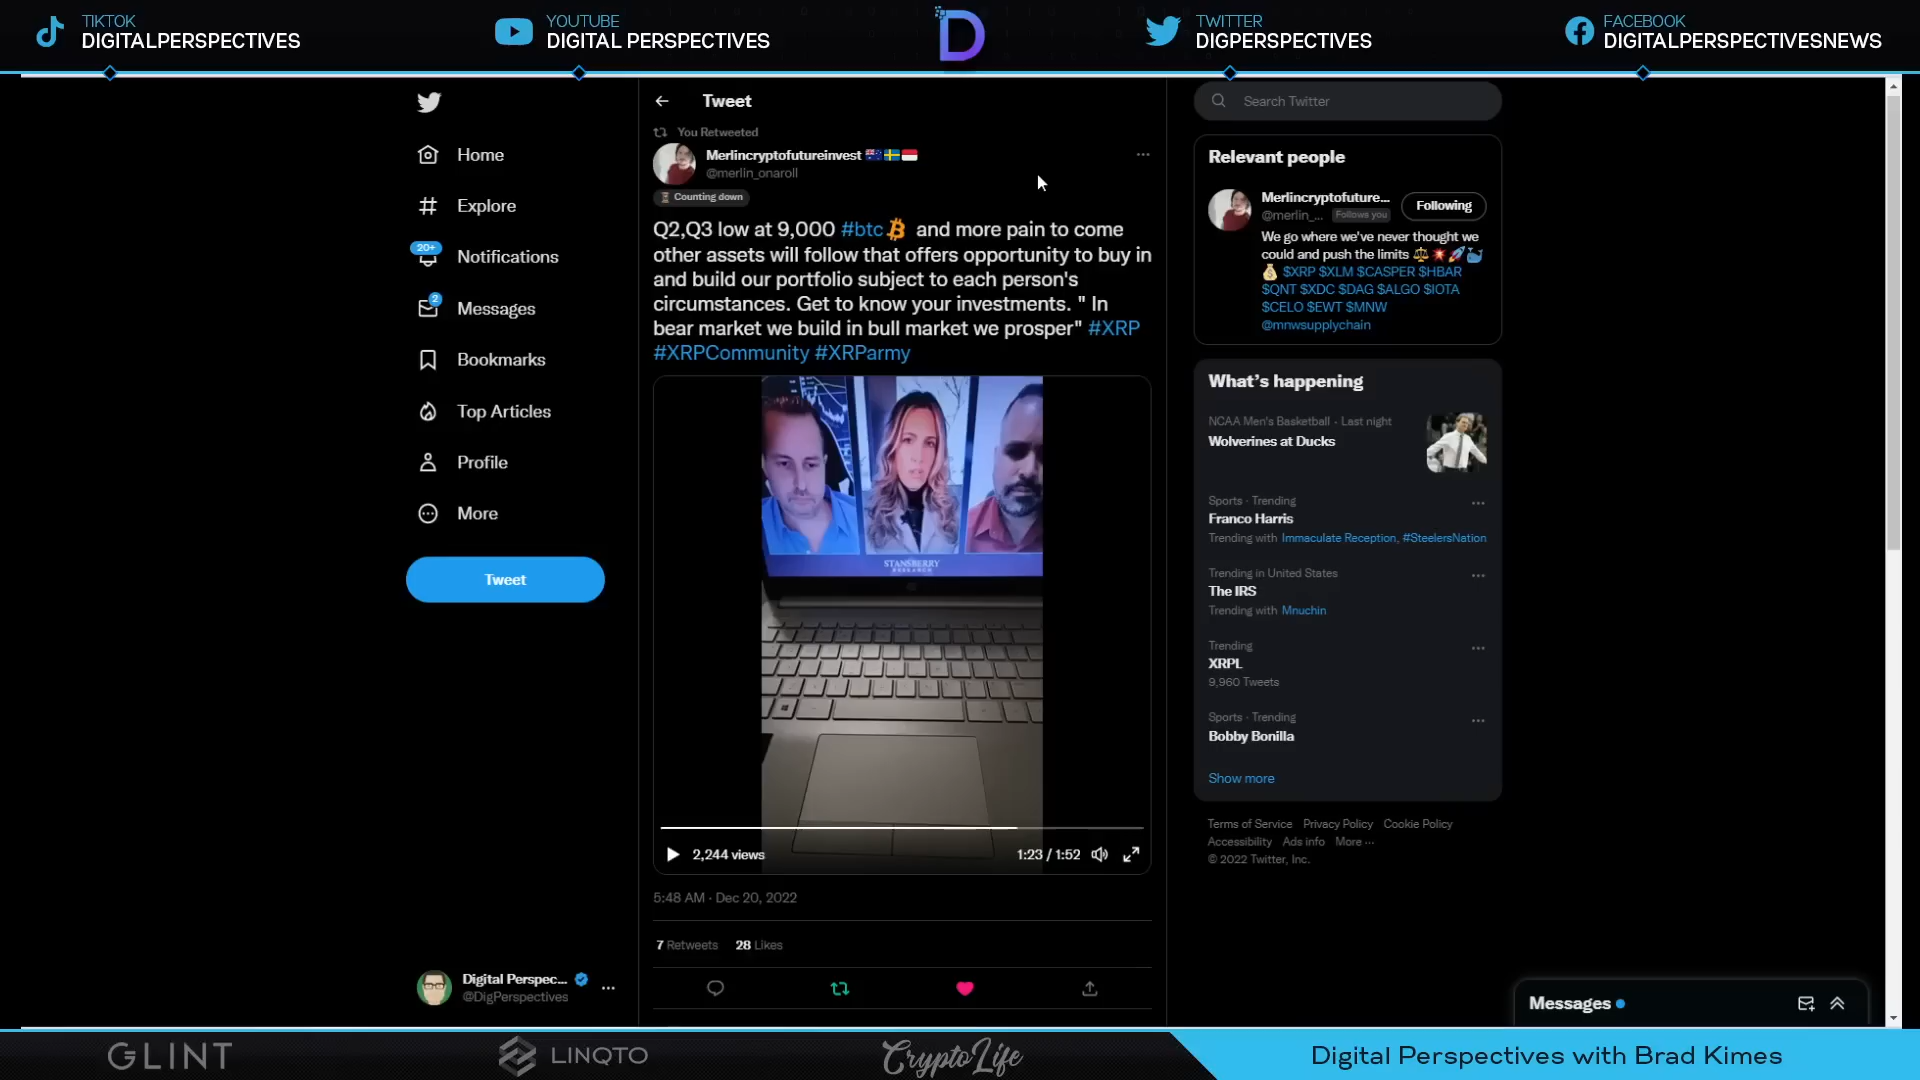 TIKTOK
DIGITALPERSPECTIVES
YOUTUBE
DIGITAL PERSPECTIVES
D
TWITTER
DIGPERSPECTIVES
FACEBOOK
DIGITALPERSPECTIVESNEWS
Home
Explore
20+
Notifications
2
Messages
Bookmarks
Top Articles
Profile
More
Tweet
Digital Perspec...
@DigPerspectives
Tweet
You Retweeted
Merlincryptofutureinvest
@merlin_onaroll
Counting down
Q2,Q3 low at 9,000 #btc and more pain to come
other assets will follow that offers opportunity to buy in
and build our portfolio subject to each person's
circumstances. Get to know your investments. " In
bear market we build in bull market we prosper" #XRP
#XRPCommunity #XRParmy
STANSBERRY
RESEARCH
2,244 views
1:23 / 1:52
5:48 AM · Dec 20, 2022
7 Retweets 28 Likes
Search Twitter
Relevant people
Merlincryptofuture...
@merlin_... Follows you
Following
We go where we've never thought we
could and push the limits
$XRP $XLM $CASPER $HBAR
$QNT $XDC $DAG $ALGO $IOTA
$CELO $EWT $MNW
@mnwsupplychain
What's happening
NCAA Men's Basketball · Last night
Wolverines at Ducks
Sports · Trending
Franco Harris
Trending with Immaculate Reception, #SteelersNation
Trending in United States
The IRS
Trending with Mnuchin
Trending
XRPL
9,960 Tweets
Sports · Trending
Bobby Bonilla
Show more
Terms of Service Privacy Policy Cookie Policy
Accessibility Ads info More ...
© 2022 Twitter, Inc.
Messages
GLINT
LINQTO
CryptoLife
Digital Perspectives with Brad Kimes